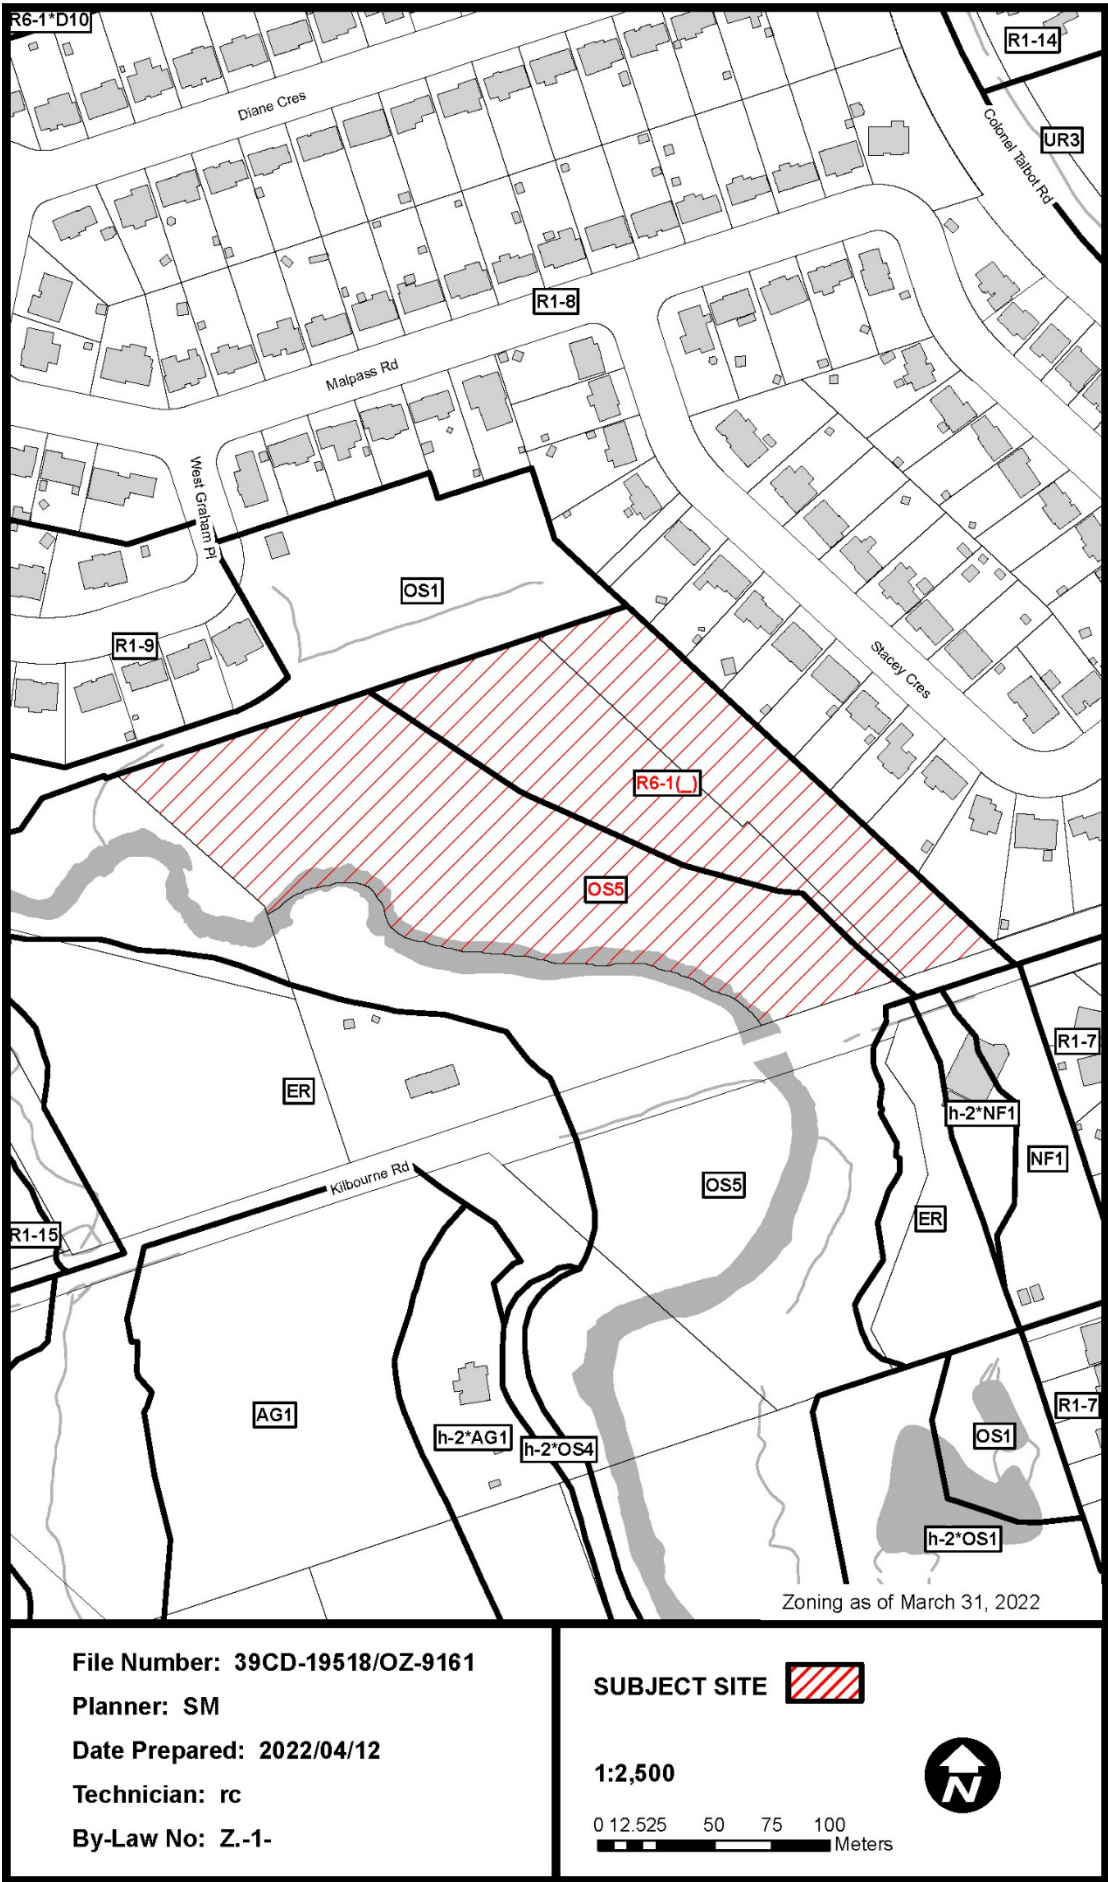 R6-1*D10
R1-14
Diane Cres
Colonel Talbot Rd
UR3
R1-8
Malpass Rd
West Graham Pl
OS1
R1-9
Stacey Cres
R6-1(_)
OS5
R1-7
ER
h-2*NF1
NF1
Kilbourne Rd
OS5
ER
R1-15
AG1
h-2*AG1
h-2*OS4
R1-7
OS1
h-2*OS1
Zoning as of March 31, 2022
File Number: 39CD-19518/OZ-9161
Planner: SM
Date Prepared: 2022/04/12
Technician: rc
By-Law No: Z.-1-
SUBJECT SITE
1:2,500
N
0 12.525 50 75 100
Meters